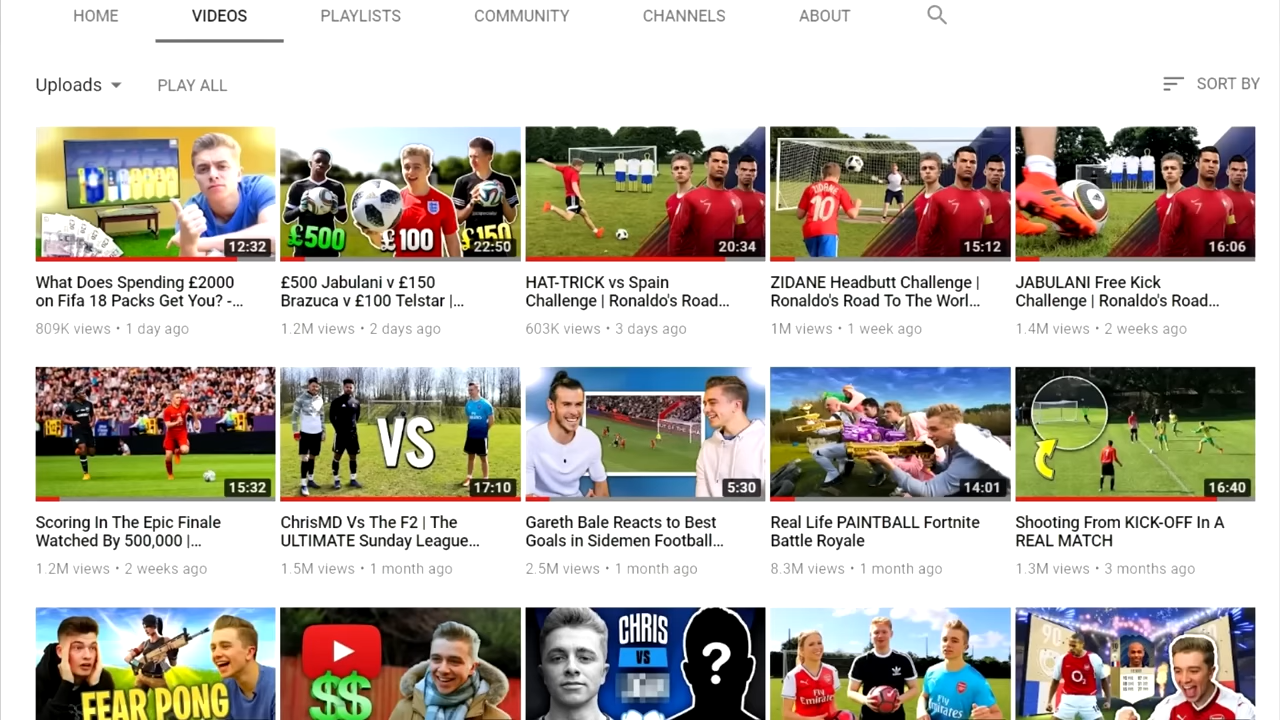 HOME VIDEOS PLAYLISTS COMMUNITY CHANNELS ABOUT
Uploads PLAY ALL SORT BY
£500 £100 £150
ZIDANE
10
7 7 7
12:32 22:50 20:34 15:12 16:06
What Does Spending £2000 on Fifa 18 Packs Get You? -...
809K views • 1 day ago
£500 Jabulani v £150 Brazuca v £100 Telstar |...
1.2M views • 2 days ago
HAT-TRICK vs Spain Challenge | Ronaldo's Road...
603K views • 3 days ago
ZIDANE Headbutt Challenge | Ronaldo's Road To The Worl...
1M views • 1 week ago
JABULANI Free Kick Challenge | Ronaldo's Road...
1.4M views • 2 weeks ago
VS
15:32 17:10 5:30 14:01 16:40
Scoring In The Epic Finale Watched By 500,000 |...
1.2M views • 2 weeks ago
ChrisMD Vs The F2 | The ULTIMATE Sunday League...
1.5M views • 1 month ago
Gareth Bale Reacts to Best Goals in Sidemen Football...
2.5M views • 1 month ago
Real Life PAINTBALL Fortnite Battle Royale
8.3M views • 1 month ago
Shooting From KICK-OFF In A REAL MATCH
1.3M views • 3 months ago
FEAR PONG
$$
CHRIS
VS
?
Fly Emirates
Fly Emirates
O2